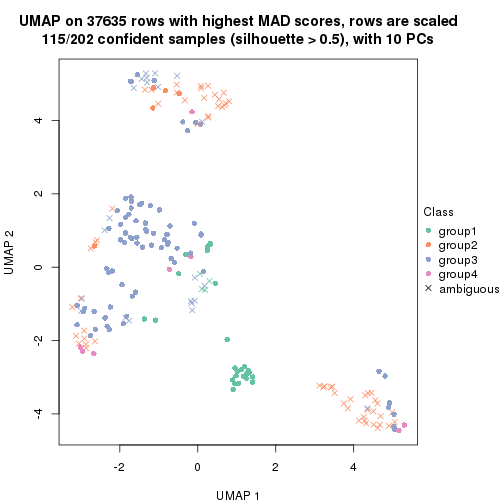 UMAP on 37635 rows with highest MAD scores, rows are scaled
115/202 confident samples (silhouette > 0.5), with 10 PCs
4
2
0
-2
-4
UMAP 2
-2
0
2
4
UMAP 1
Class
group1
group2
group3
group4
ambiguous